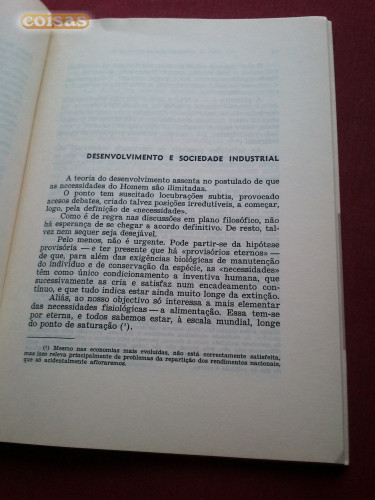 coisas
DESENVOLVIMENTO E SOCIEDADE INDUSTRIAL
A teoria do desenvolvimento assenta no postulado de que
as necessidades do Homem são ilimitadas.
O ponto tem suscitado locubrações subtis, provocado
acesos debates, criado talvez posições irredutíveis, a começar,
logo, pela definição de «necessidade».
Como é de regra nas discussões em plano filosófico, não
há esperança de se chegar a acordo definitivo. De resto, tal-
vez nem sequer seja desejável.
Pelo menos, não é urgente. Pode partir-se da hipótese
provisória — e ter presente que há «provisórios eternos» —
de que, para além das exigências biológicas de manutenção
do indivíduo e de conservação da espécie, as «necessidades»
têm como único condicionamento a inventiva humana, que
sucessivamente as cria e satisfaz num encadeamento con-
tínuo, e que tudo indica estar ainda muito longe da extinção.
Aliás, ao nosso objectivo só interessa a mais elementar
das necessidades fisiológicas — a alimentação. Essa tem-se
por eterna, e todos sabemos estar, à escala mundial, longe
do ponto de saturação (¹).
(¹) Mesmo nas economias mais evoluídas, não está correctamente satisfeita,
mas isso releva principalmente de problemas da repartição dos rendimentos nacionais,
que só acidentalmente afloraremos.